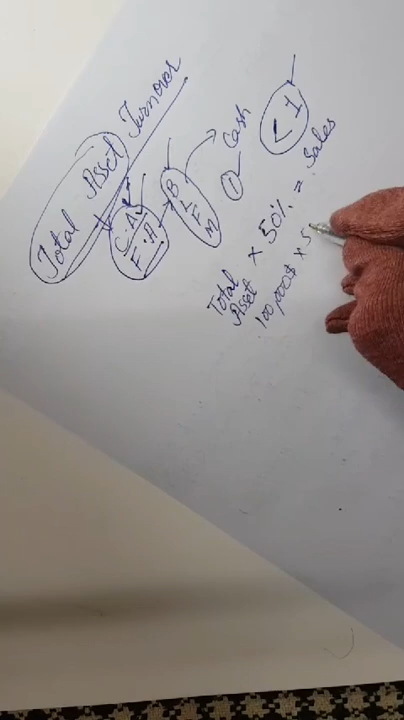 Total Asset Turnover
C.A
F.A
B
L
F
M
Cash
1
< 1
Total Asset × 50% = Sales
100,000$ × 5